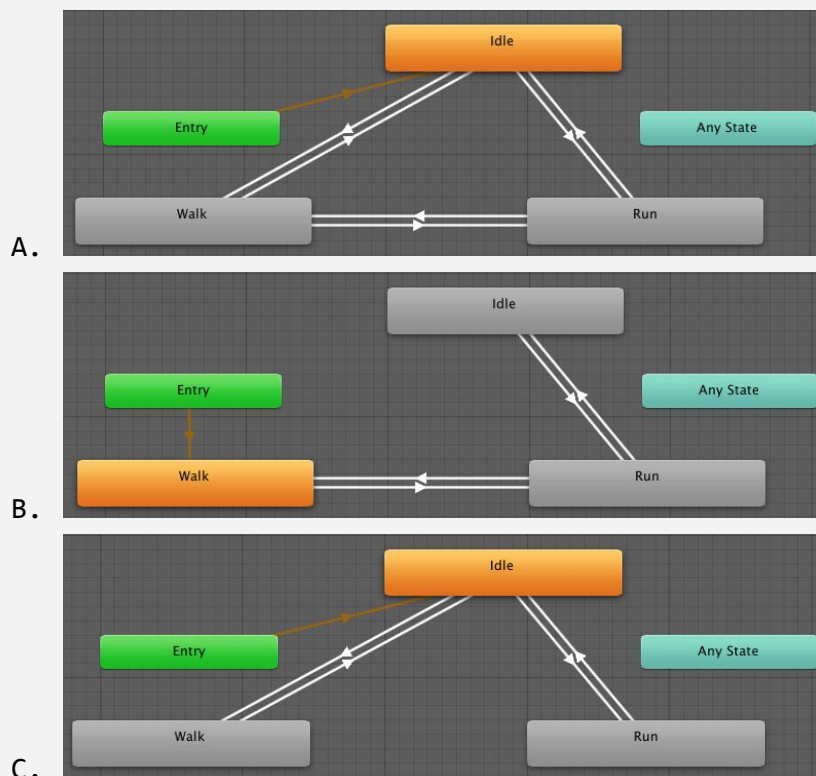 Idle
Entry
Any State
Walk
Run
A.
Idle
Entry
Any State
Walk
Run
B.
Idle
Entry
Any State
Walk
Run
C.